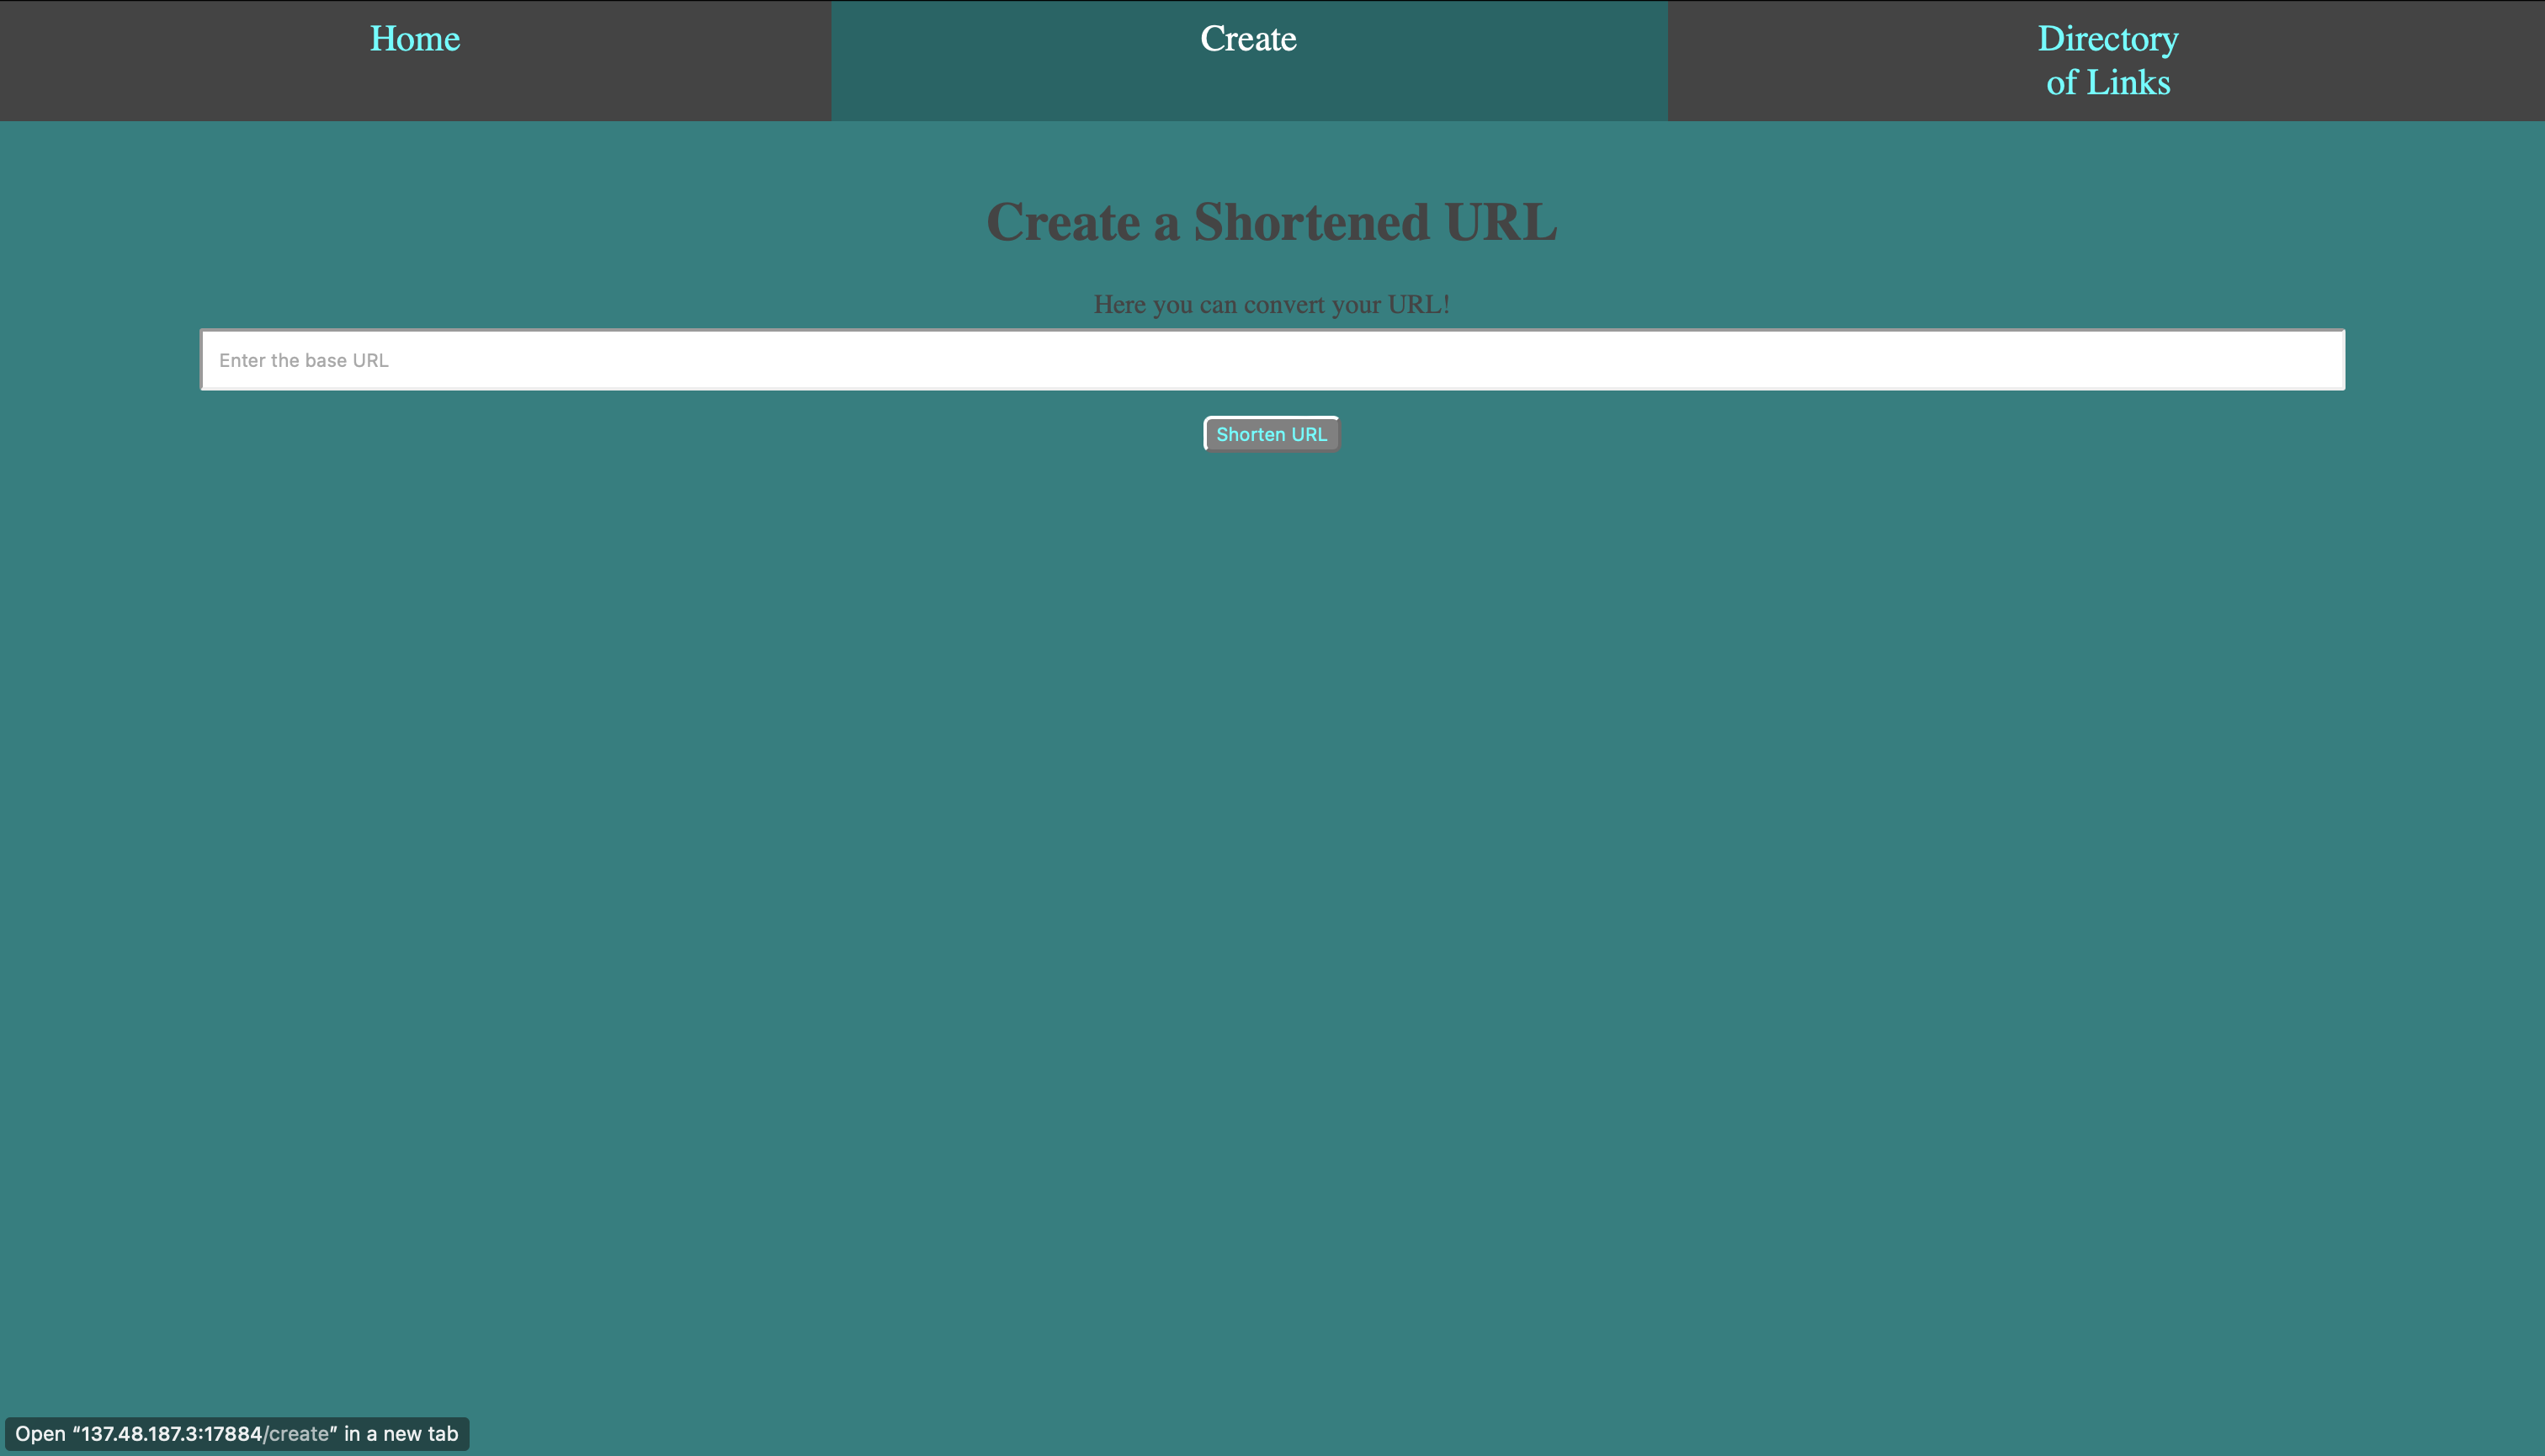 Home
Create
Directory
of Links
Create a Shortened URL
Here you can convert your URL!
Enter the base URL
Shorten URL
Open “137.48.187.3:17884/create” in a new tab